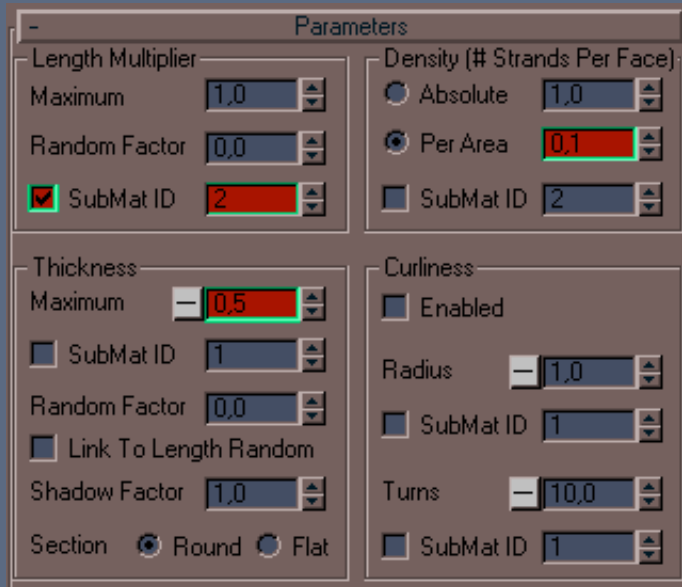 - Parameters
Length Multiplier
Maximum 1,0
Random Factor 0,0
SubMat ID 2
Density (# Strands Per Face)
Absolute 1,0
Per Area 0,1
SubMat ID 2
Thickness
Maximum 0,5
SubMat ID 1
Random Factor 0,0
Link To Length Random
Shadow Factor 1,0
Section Round Flat
Curliness
Enabled
Radius 1,0
SubMat ID 1
Turns 10,0
SubMat ID 1